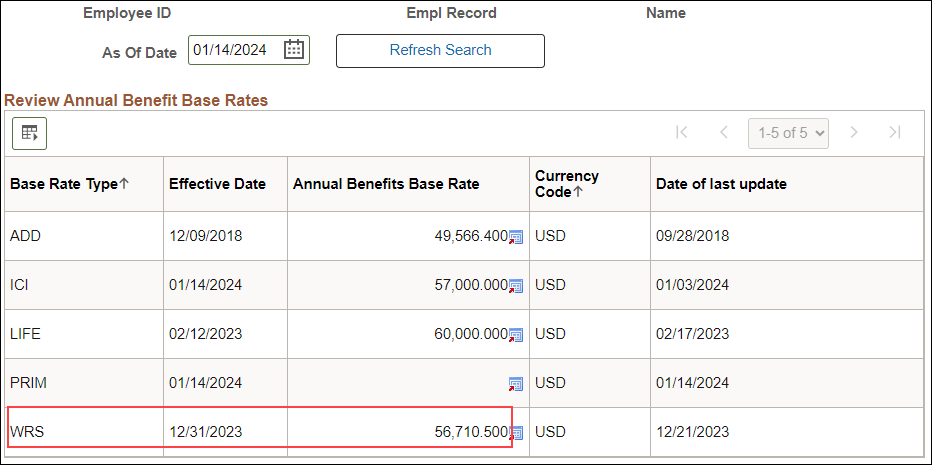 Employee ID Empl Record Name
As Of Date 01/14/2024 Refresh Search
Review Annual Benefit Base Rates
1-5 of 5
Base Rate Type↑ Effective Date Annual Benefits Base Rate Currency Code↑ Date of last update
ADD 12/09/2018 49,566.400 USD 09/28/2018
ICI 01/14/2024 57,000.000 USD 01/03/2024
LIFE 02/12/2023 60,000.000 USD 02/17/2023
PRIM 01/14/2024 USD 01/14/2024
WRS 12/31/2023 56,710.500 USD 12/21/2023